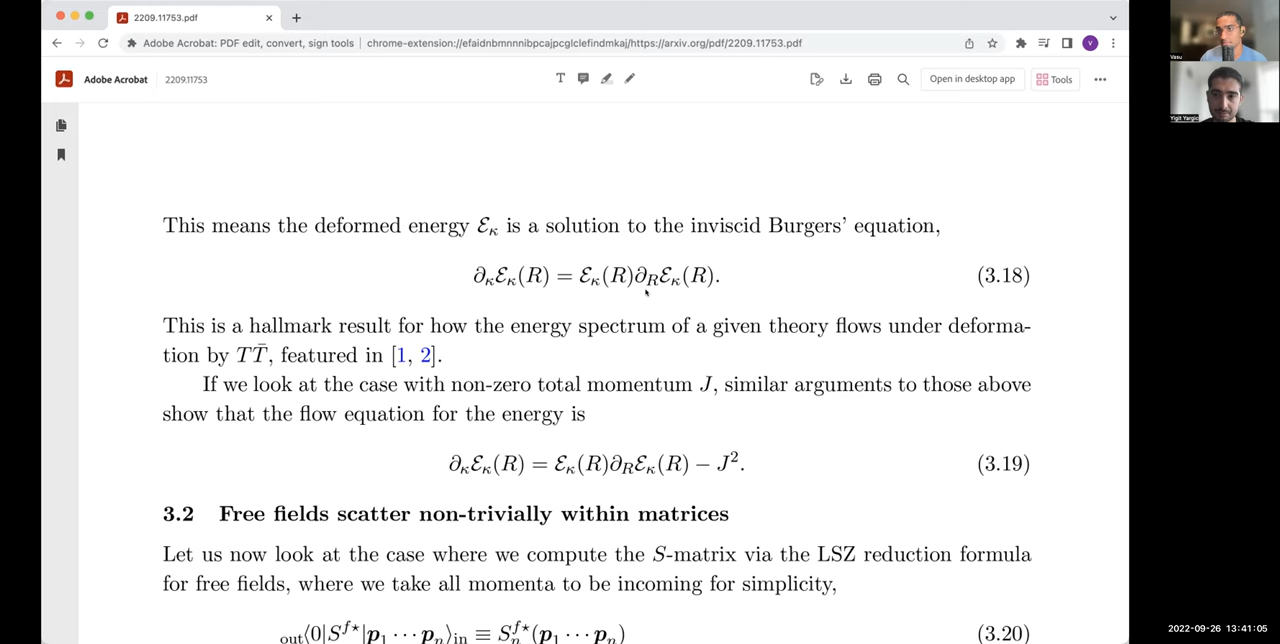 2209.11753.pdf
Adobe Acrobat: PDF edit, convert, sign tools | chrome-extension://efaidnbmnnnibpcajpcglclefindmkaj/https://arxiv.org/pdf/2209.11753.pdf
V
Adobe Acrobat 2209.11753 Open in desktop app Tools
This means the deformed energy ℰ_κ is a solution to the inviscid Burgers' equation,
∂_κℰ_κ(R) = ℰ_κ(R)∂_Rℰ_κ(R). (3.18)
This is a hallmark result for how the energy spectrum of a given theory flows under deforma-
tion by TT̄, featured in [1, 2].
If we look at the case with non-zero total momentum J, similar arguments to those above
show that the flow equation for the energy is
∂_κℰ_κ(R) = ℰ_κ(R)∂_Rℰ_κ(R) − J². (3.19)
3.2 Free fields scatter non-trivially within matrices
Let us now look at the case where we compute the S-matrix via the LSZ reduction formula
for free fields, where we take all momenta to be incoming for simplicity,
_out⟨0|S^{f⋆}|p_1 ⋯ p_n⟩_in ≡ S_n^{f⋆}(p_1 ⋯ p_n) (3.20)
Vasu
Yigit Yargic
2022-09-26 13:41:05